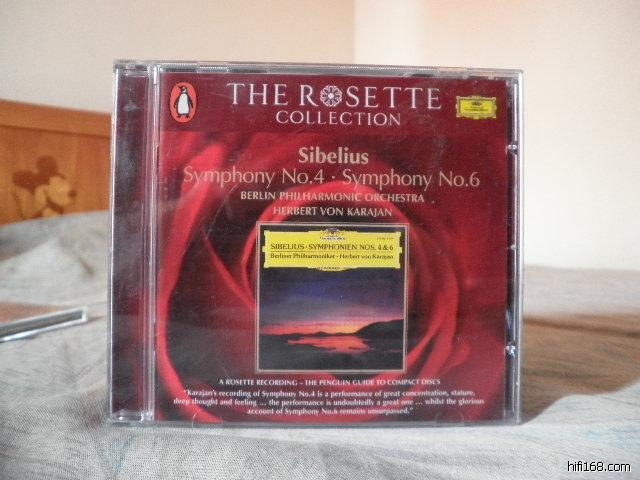 THE ROSETTE
COLLECTION
Sibelius
Symphony No.4 · Symphony No.6
BERLIN PHILHARMONIC ORCHESTRA
HERBERT VON KARAJAN
SIBELIUS · SYMPHONIEN NOS. 4 & 6
Berliner Philharmoniker · Herbert von Karajan
A ROSETTE RECORDING – THE PENGUIN GUIDE TO COMPACT DISCS
"Karajan's recording of Symphony No.4 is a performance of great concentration, stature,
deep thought and feeling ... the performance is undoubtedly a great one ... whilst the glorious
account of Symphony No.6 remains unsurpassed."
hifi168.com